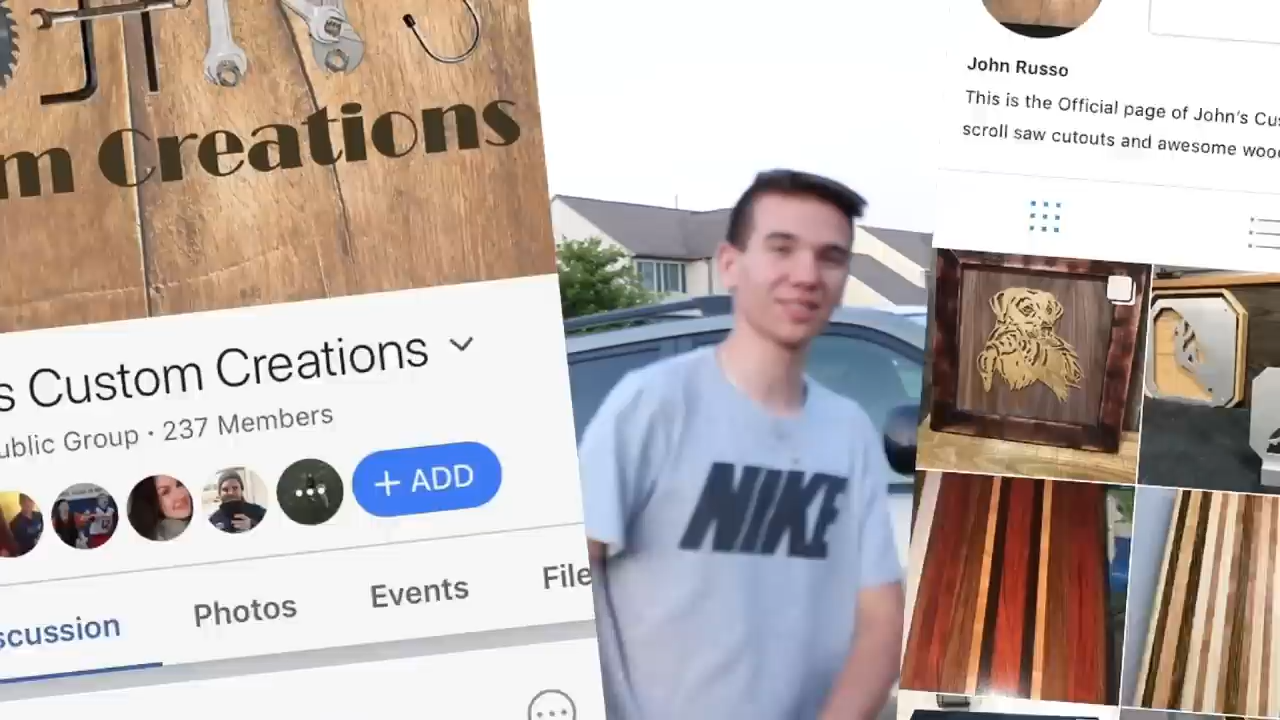 m Creations
s Custom Creations
ublic Group · 237 Members
+ ADD
scussion
Photos
Events
File
NIKE
John Russo
This is the Official page of John's Cus
scroll saw cutouts and awesome wood